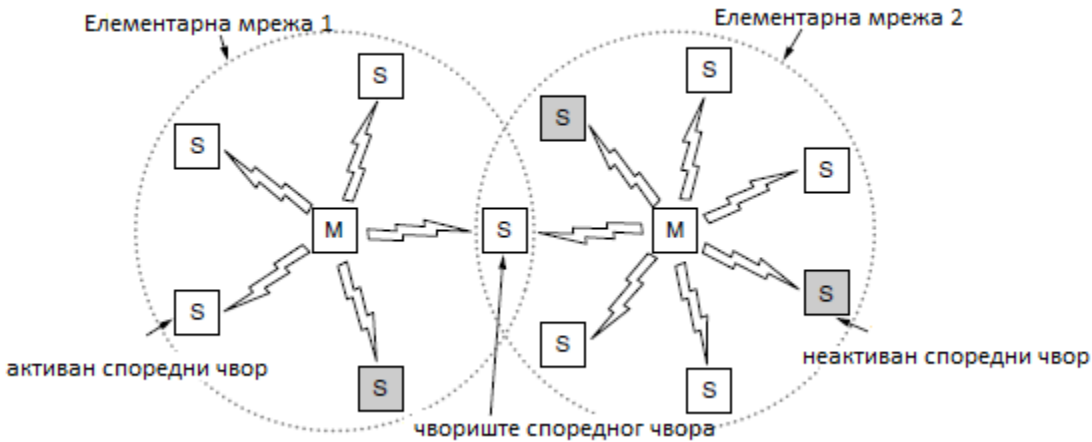 Елементарна мрежа 1
Елементарна мрежа 2
S
S
S
S
S
M
S
M
S
S
S
S
S
активан споредни чвор
неактиван споредни чвор
чвориште споредног чвора